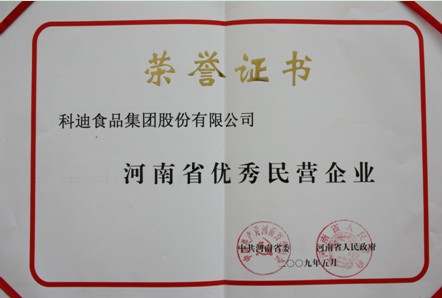 荣誉证书
科迪食品集团股份有限公司
河南省优秀民营企业
中共河南省委 河南省人民政府
二〇〇九年五月